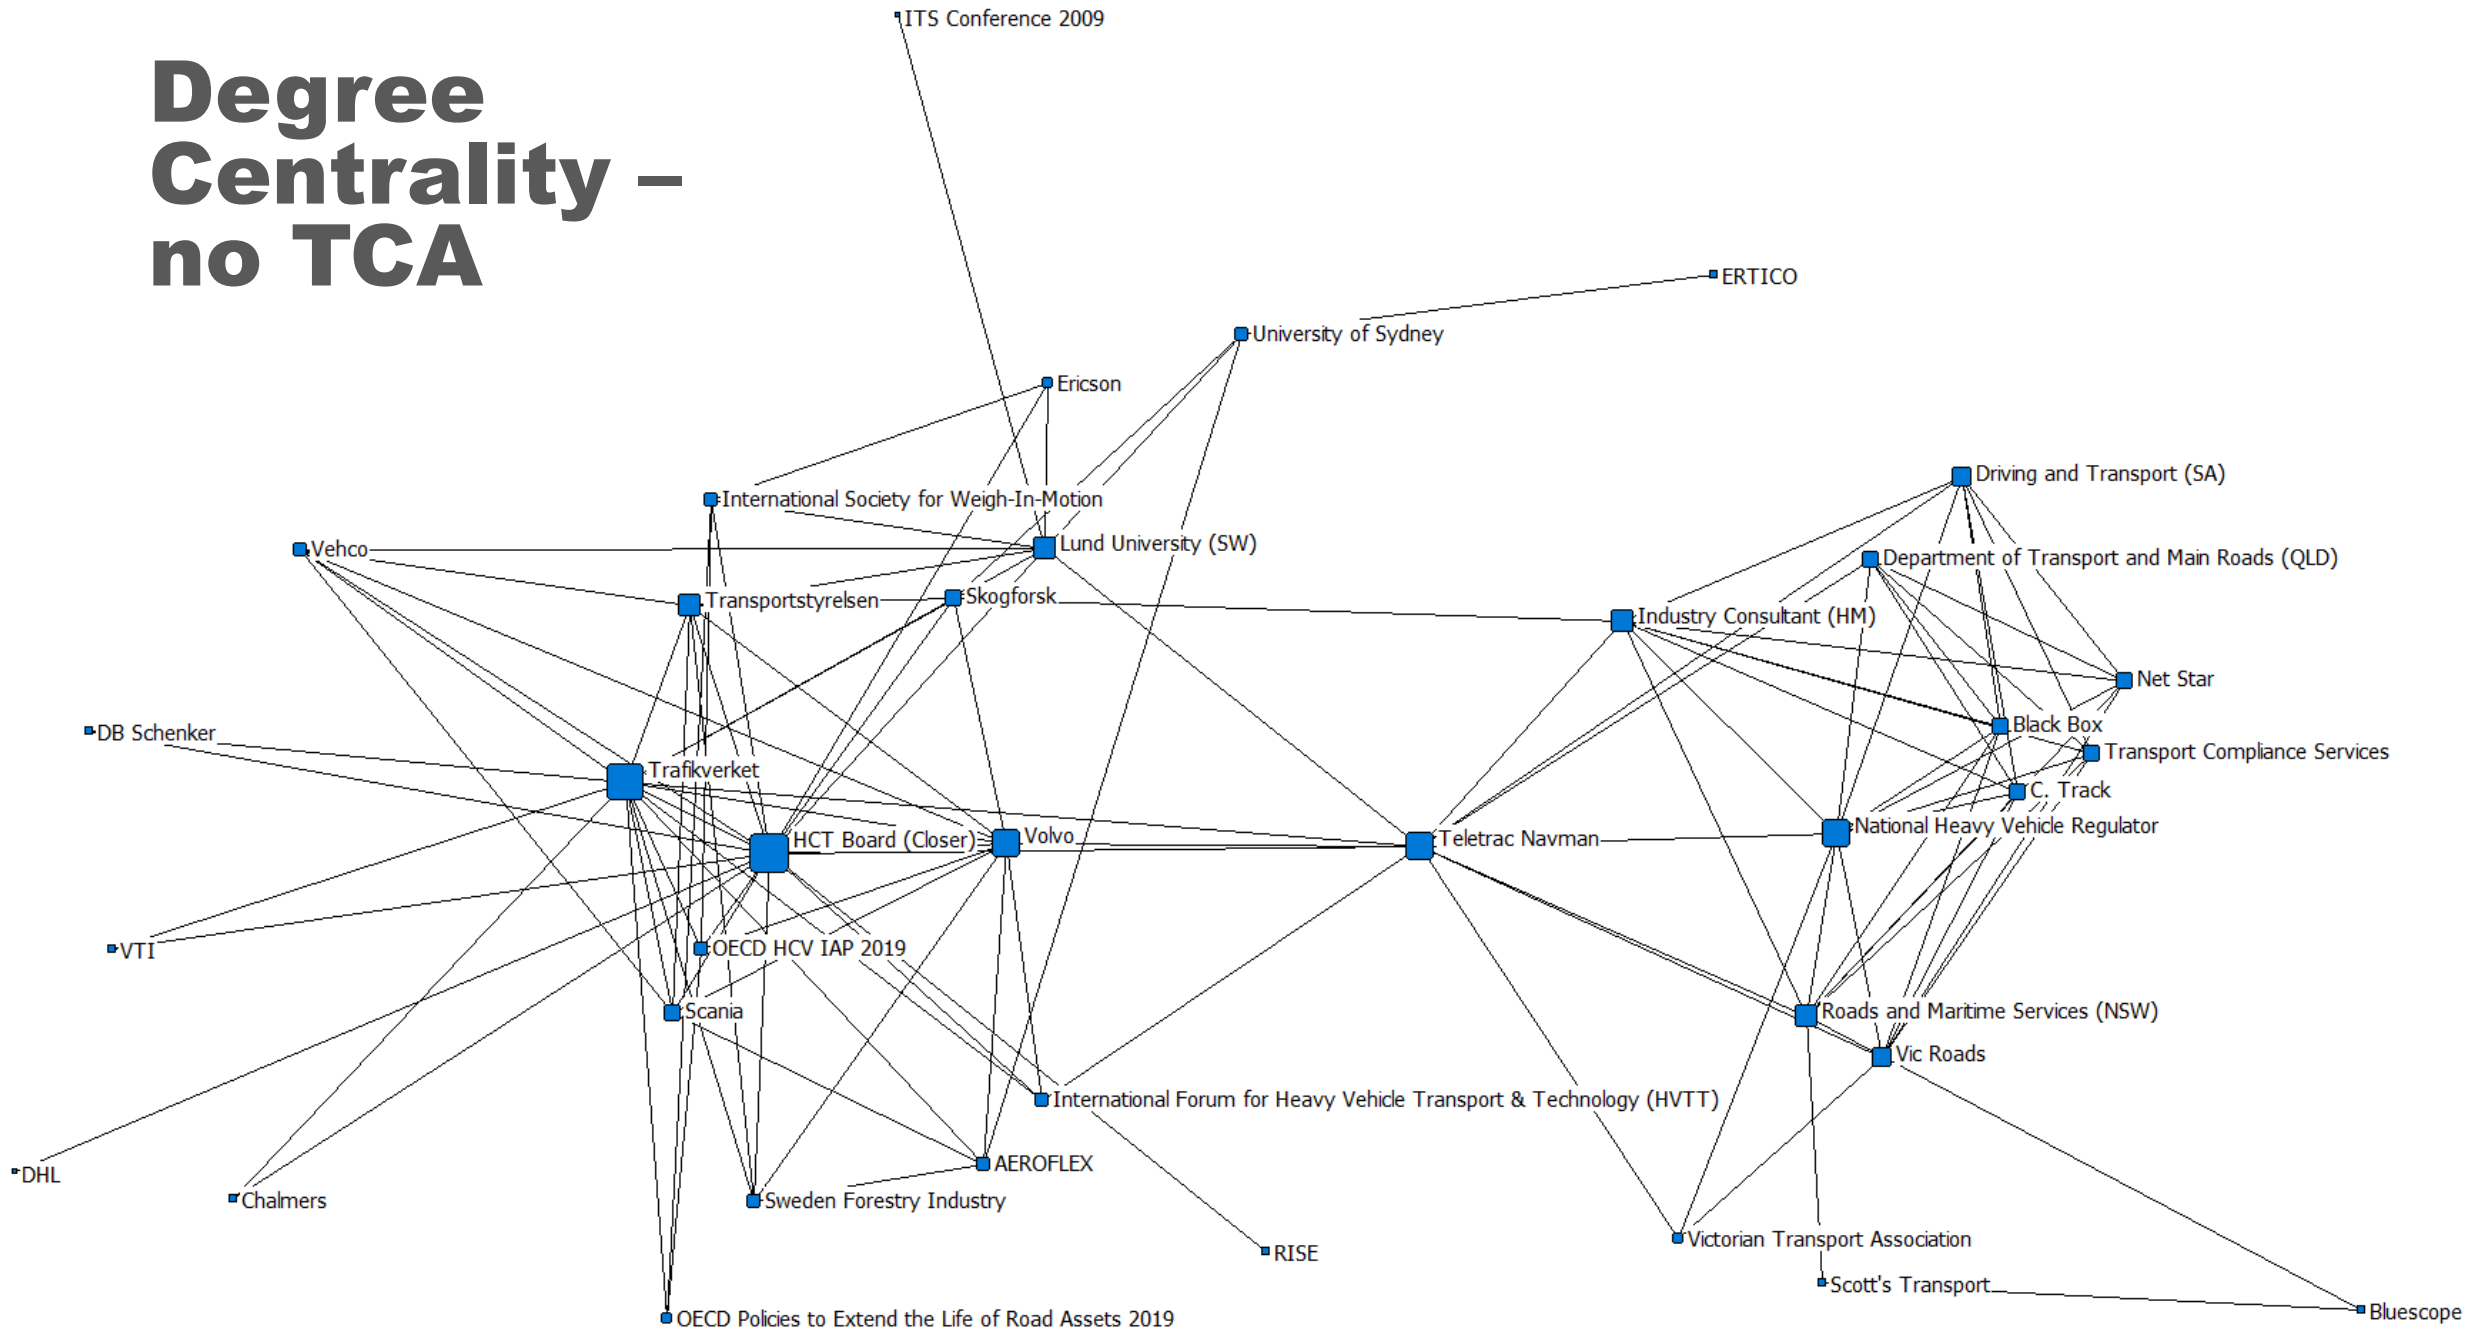 Degree
Centrality –
no TCA
ITS Conference 2009
ERTICO
University of Sydney
Ericson
Driving and Transport (SA)
International Society for Weigh-In-Motion
Lund University (SW)
Vehco
Department of Transport and Main Roads (QLD)
Transportstyrelsen
Skogforsk
Industry Consultant (HM)
Net Star
Black Box
DB Schenker
Transport Compliance Services
Trafikverket
C. Track
National Heavy Vehicle Regulator
HCT Board (Closer)
Volvo
Teletrac Navman
VTI
OECD HCV IAP 2019
Scania
Roads and Maritime Services (NSW)
Vic Roads
International Forum for Heavy Vehicle Transport & Technology (HVTT)
AEROFLEX
DHL
Chalmers
Sweden Forestry Industry
Victorian Transport Association
RISE
Scott's Transport
Bluescope
OECD Policies to Extend the Life of Road Assets 2019